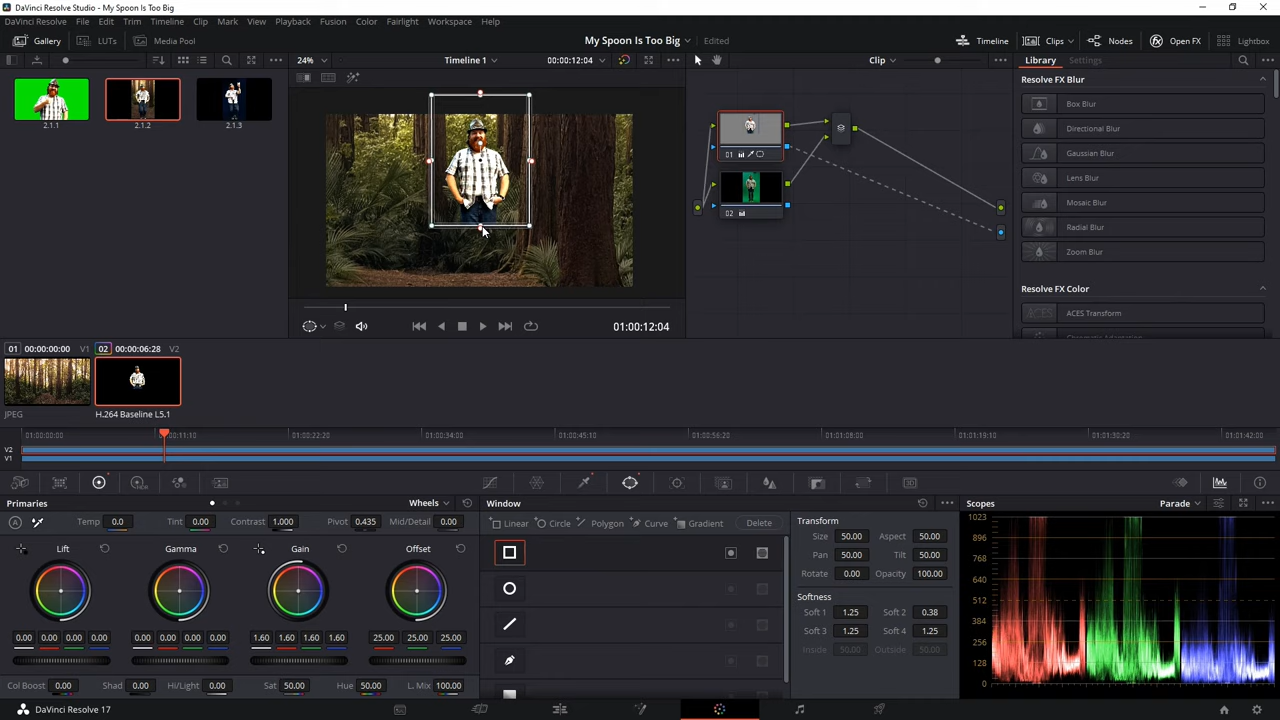 DaVinci Resolve Studio - My Spoon Is Too Big
DaVinci Resolve File Edit Trim Timeline Clip Mark View Playback Fusion Color Fairlight Workspace Help
Gallery LUTs Media Pool My Spoon Is Too Big Edited Timeline Clips Nodes Open FX Lightbox
24% Timeline 1 00:00:12:04 Clip Library Settings
Resolve FX Blur
Box Blur
Directional Blur
Gaussian Blur
Lens Blur
Mosaic Blur
Radial Blur
Zoom Blur
Resolve FX Color
ACES Transform
2.1.1 2.1.2 2.1.3
01
02
01:00:12:04
01 00:00:00:00 V1 02 00:00:06:28 V2
JPEG H.264 Baseline L5.1
01:00:00:00 :00:11:10 01:00:22:20 01:00:34:00 01:00:45:10 01:00:56:20 01:01:08:00 01:01:19:10 01:01:30:20 01:01:42:00
V2
V1
Primaries Wheels Window Scopes Parade
Temp 0.0 Tint 0.00 Contrast 1.000 Pivot 0.435 Mid/Detail 0.00
Lift Gamma Gain Offset
0.00 0.00 0.00 0.00 0.00 0.00 0.00 0.00 1.60 1.60 1.60 1.60 25.00 25.00 25.00
Col Boost 0.00 Shad 0.00 Hi/Light 0.00 Sat 50.00 Hue 50.00 L. Mix 100.00
Linear Circle Polygon Curve Gradient Delete
Transform
Size 50.00 Aspect 50.00
Pan 50.00 Tilt 50.00
Rotate 0.00 Opacity 100.00
Softness
Soft 1 1.25 Soft 2 0.38
Soft 3 1.25 Soft 4 1.25
Inside 50.00 Outside 50.00
1023
896
768
640
512
384
256
128
0
DaVinci Resolve 17